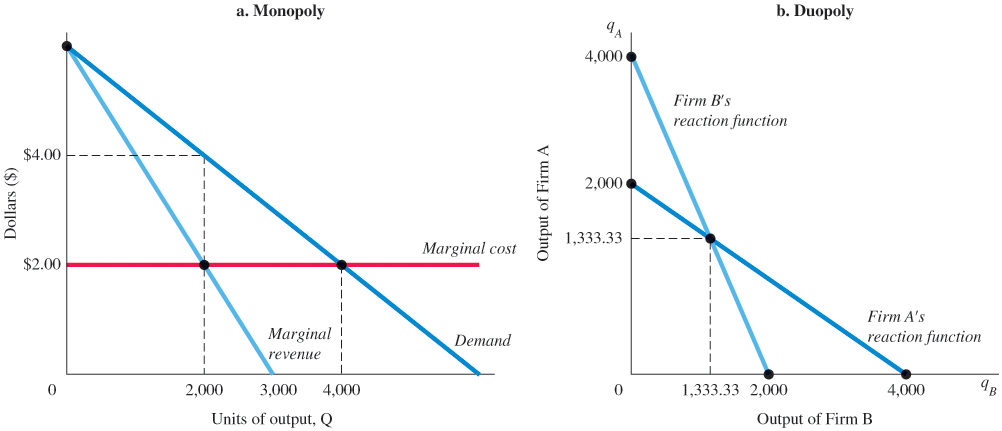 a. Monopoly
Dollars ($)
$4.00
$2.00
Marginal cost
Marginal
revenue
Demand
0
2,000
3,000
4,000
Units of output, Q
b. Duopoly
qA
4,000
Firm B's
reaction function
Output of Firm A
2,000
1,333.33
Firm A's
reaction function
0
1,333.33
2,000
4,000
qB
Output of Firm B